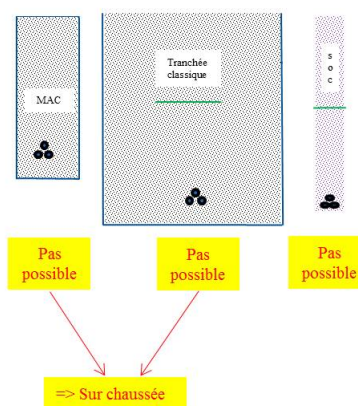 MAC
Tranchée
classique
s
o
c
Pas
possible
Pas
possible
Pas
possible
=> Sur chaussée